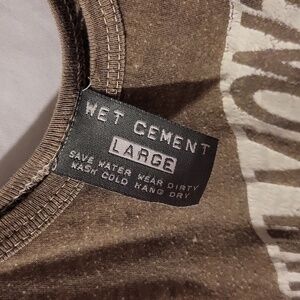 WET CEMENT
LARGE
SAVE WATER WEAR DIRTY
WASH COLD HANG DRY